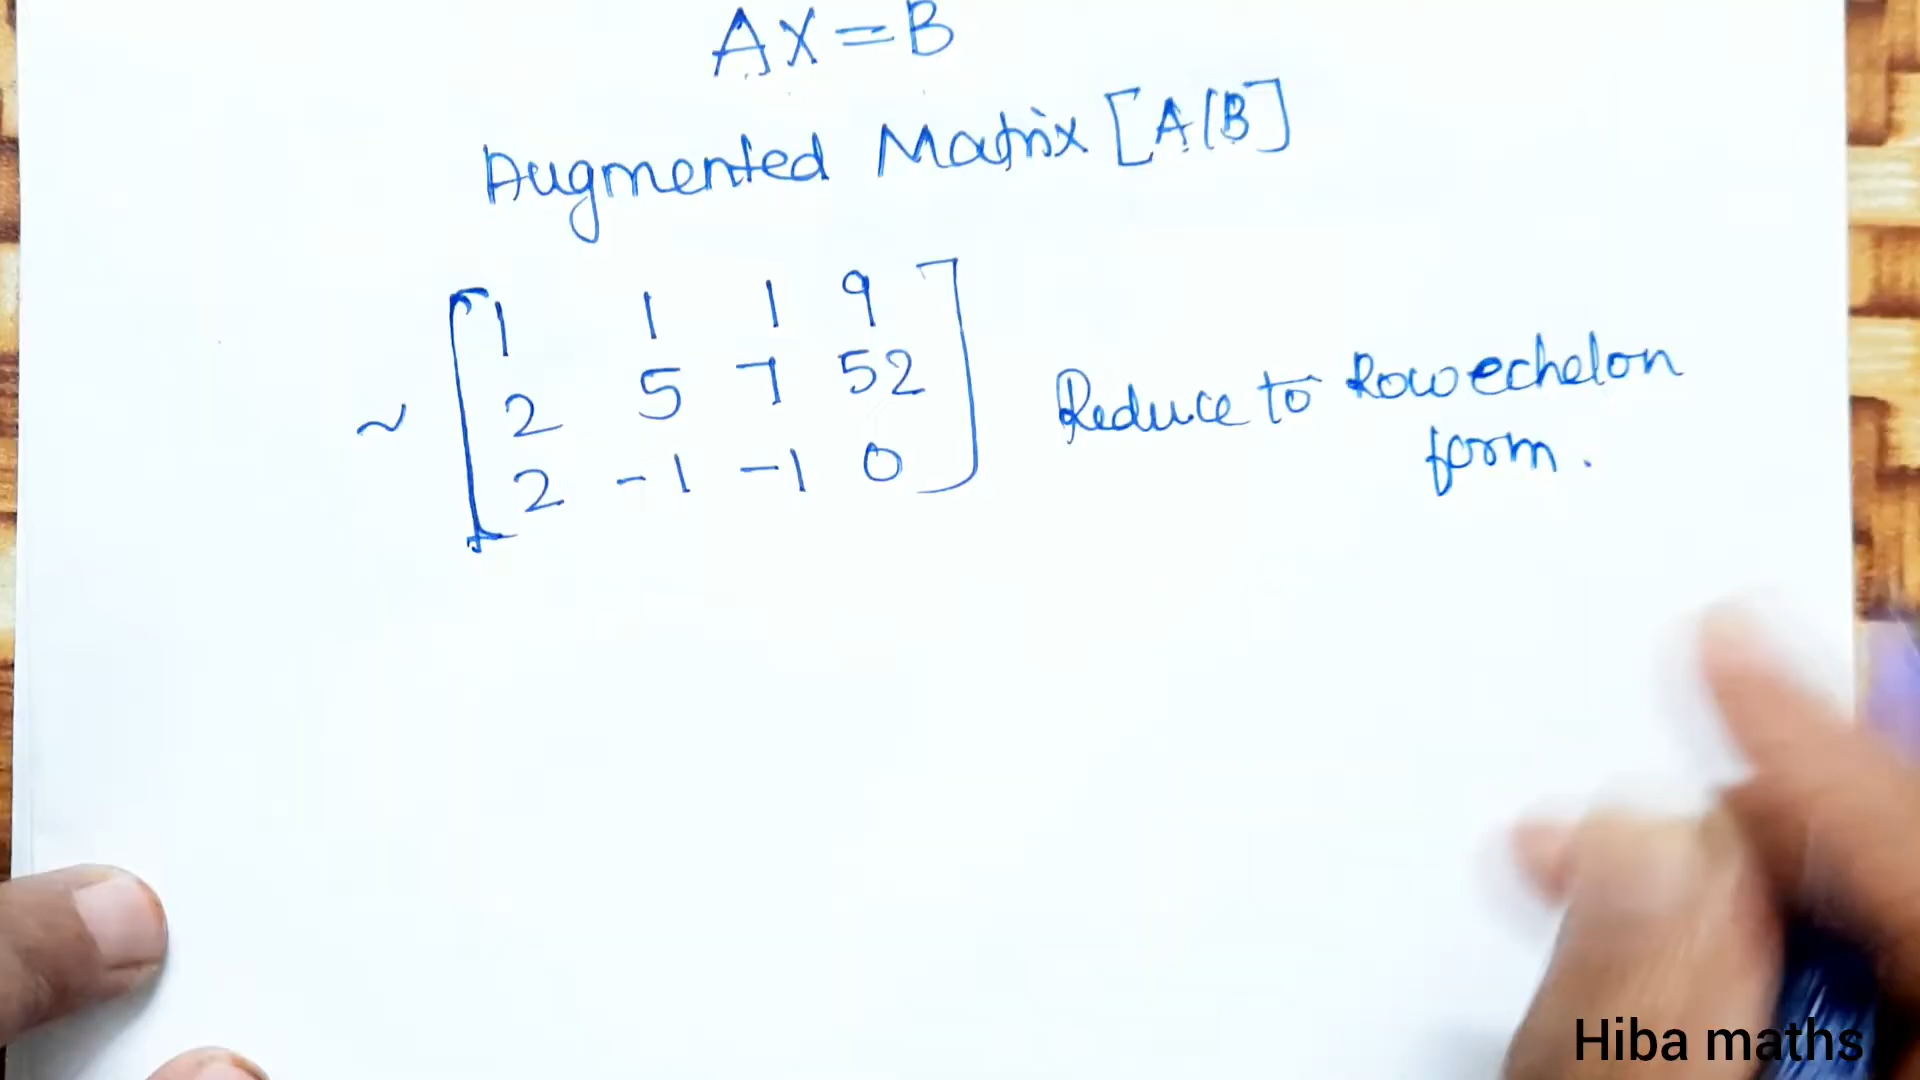 AX=B
Augmented Matrix [A/B]
~ [1 1 1 9
2 5 7 52
2 -1 -1 0]
Reduce to Row echelon
form.
Hiba maths